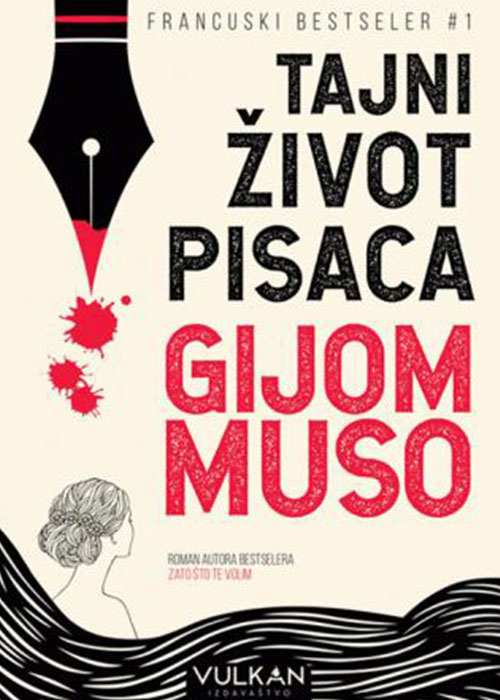 FRANCUSKI BESTSELER #1
TAJNI
ŽIVOT
PISACA
GIJOM
MUSO
ROMAN AUTORA BESTSELERA
ZATO ŠTO TE VOLIM
VULKAN
IZDAVAŠTVO